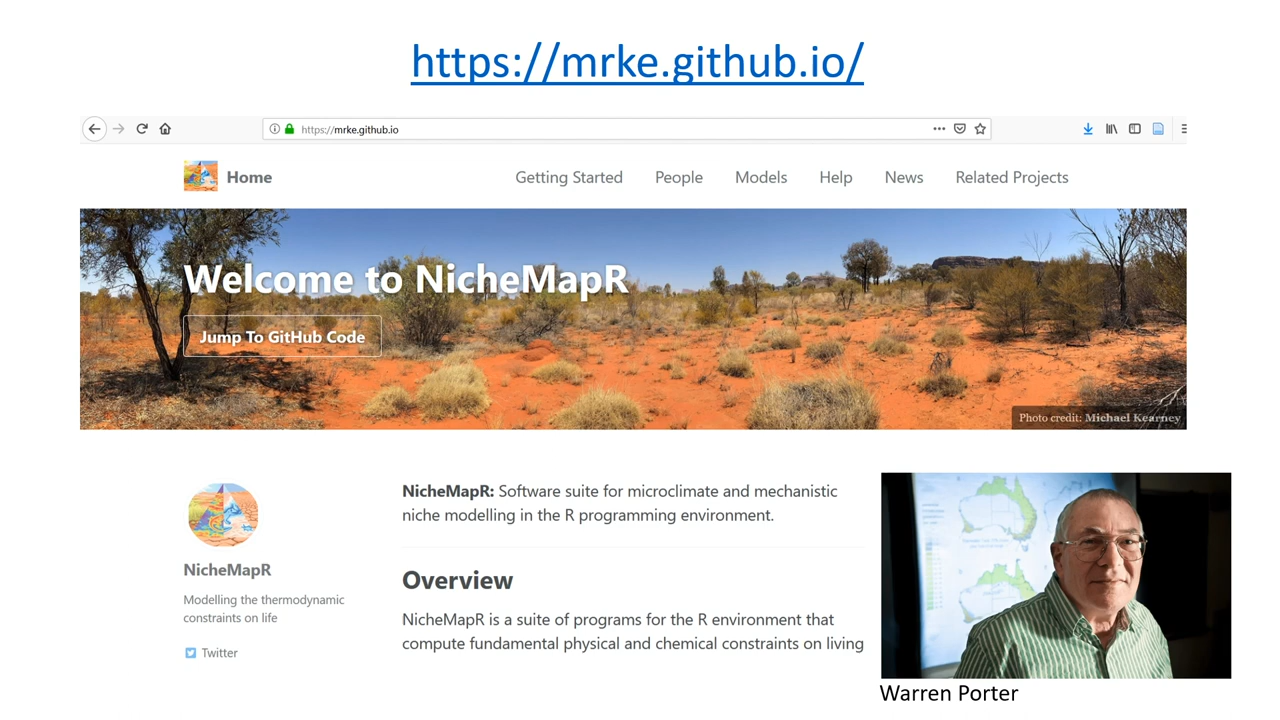 https://mrke.github.io/
https://mrke.github.io
Home
Getting Started
People
Models
Help
News
Related Projects
Welcome to NicheMapR
Jump To GitHub Code
Photo credit: Michael Kearney
NicheMapR
Modelling the thermodynamic
constraints on life
Twitter
NicheMapR: Software suite for microclimate and mechanistic
niche modelling in the R programming environment.
Overview
NicheMapR is a suite of programs for the R environment that
compute fundamental physical and chemical constraints on living
Warren Porter